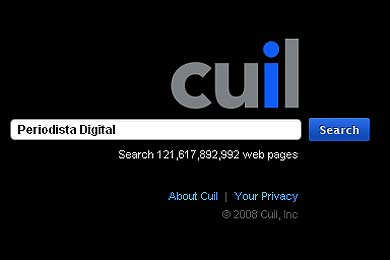 cuil
Periodista Digital Search
Search 121,617,892,992 web pages
About Cuil | Your Privacy
© 2008 Cuil, Inc